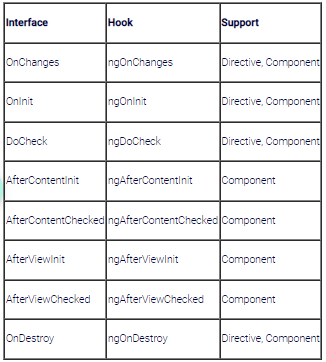 Interface Hook Support
OnChanges ngOnChanges Directive, Component
OnInit ngOnInit Directive, Component
DoCheck ngDoCheck Directive, Component
AfterContentInit ngAfterContentInit Component
AfterContentChecked ngAfterContentChecked Component
AfterViewInit ngAfterViewInit Component
AfterViewChecked ngAfterViewChecked Component
OnDestroy ngOnDestroy Directive, Component